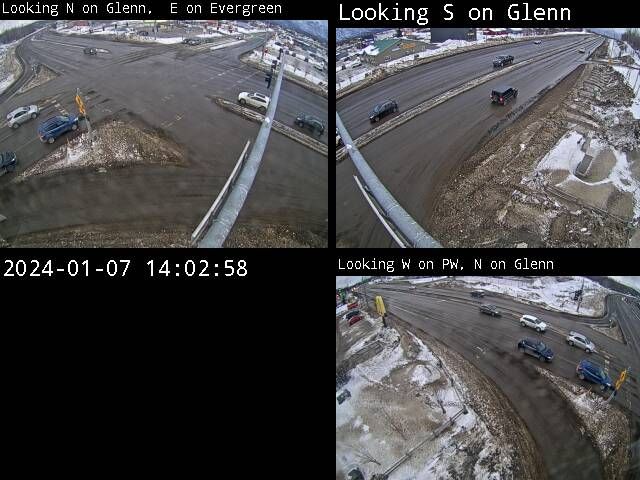 Looking N on Glenn,  E on Evergreen
Looking S on Glenn
2024-01-07 14:02:58
Looking W on PW, N on Glenn